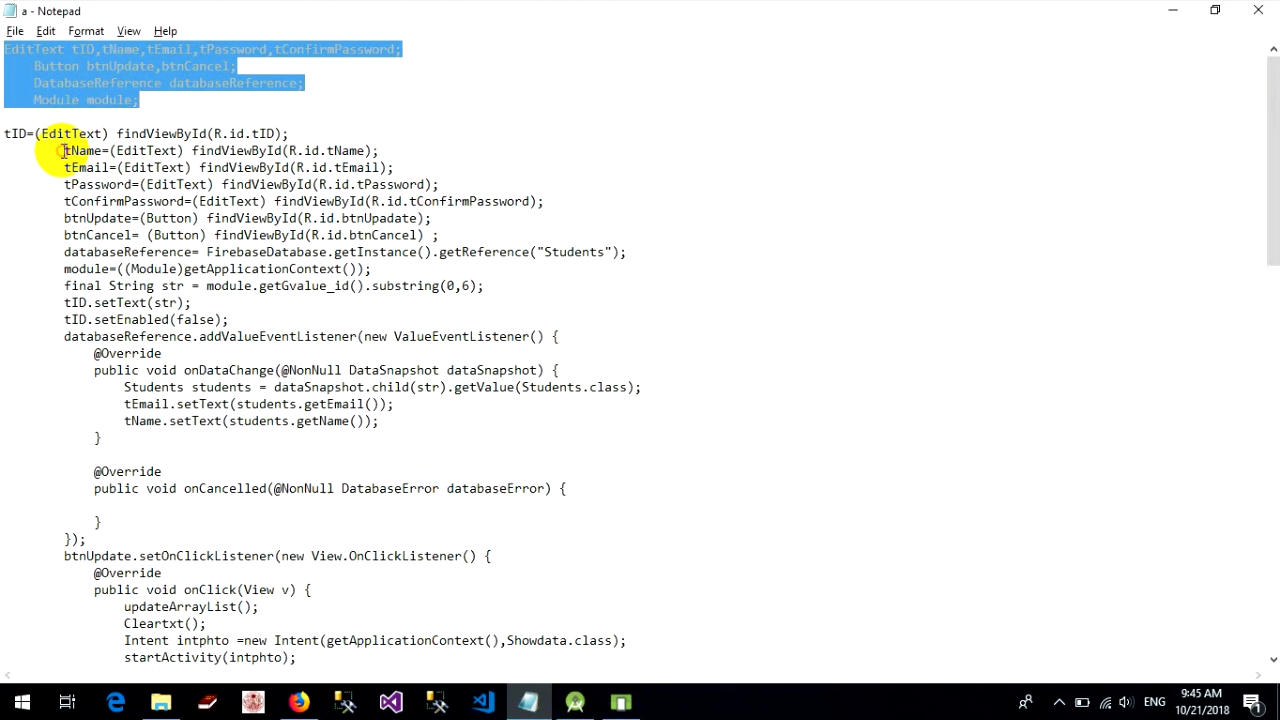 a - Notepad
File Edit Format View Help
EditText tID,tName,tEmail,tPassword,tConfirmPassword;
Button btnUpdate,btnCancel;
DatabaseReference databaseReference;
Module module;
tID=(EditText) findViewById(R.id.tID);
tName=(EditText) findViewById(R.id.tName);
tEmail=(EditText) findViewById(R.id.tEmail);
tPassword=(EditText) findViewById(R.id.tPassword);
tConfirmPassword=(EditText) findViewById(R.id.tConfirmPassword);
btnUpdate=(Button) findViewById(R.id.btnUpadate);
btnCancel= (Button) findViewById(R.id.btnCancel) ;
databaseReference= FirebaseDatabase.getInstance().getReference("Students");
module=((Module)getApplicationContext());
final String str = module.getGvalue_id().substring(0,6);
tID.setText(str);
tID.setEnabled(false);
databaseReference.addValueEventListener(new ValueEventListener() {
@Override
public void onDataChange(@NonNull DataSnapshot dataSnapshot) {
Students students = dataSnapshot.child(str).getValue(Students.class);
tEmail.setText(students.getEmail());
tName.setText(students.getName());
}
@Override
public void onCancelled(@NonNull DatabaseError databaseError) {
}
});
btnUpdate.setOnClickListener(new View.OnClickListener() {
@Override
public void onClick(View v) {
updateArrayList();
Cleartxt();
Intent intphto =new Intent(getApplicationContext(),Showdata.class);
startActivity(intphto);
ENG
9:45 AM
10/21/2018
1